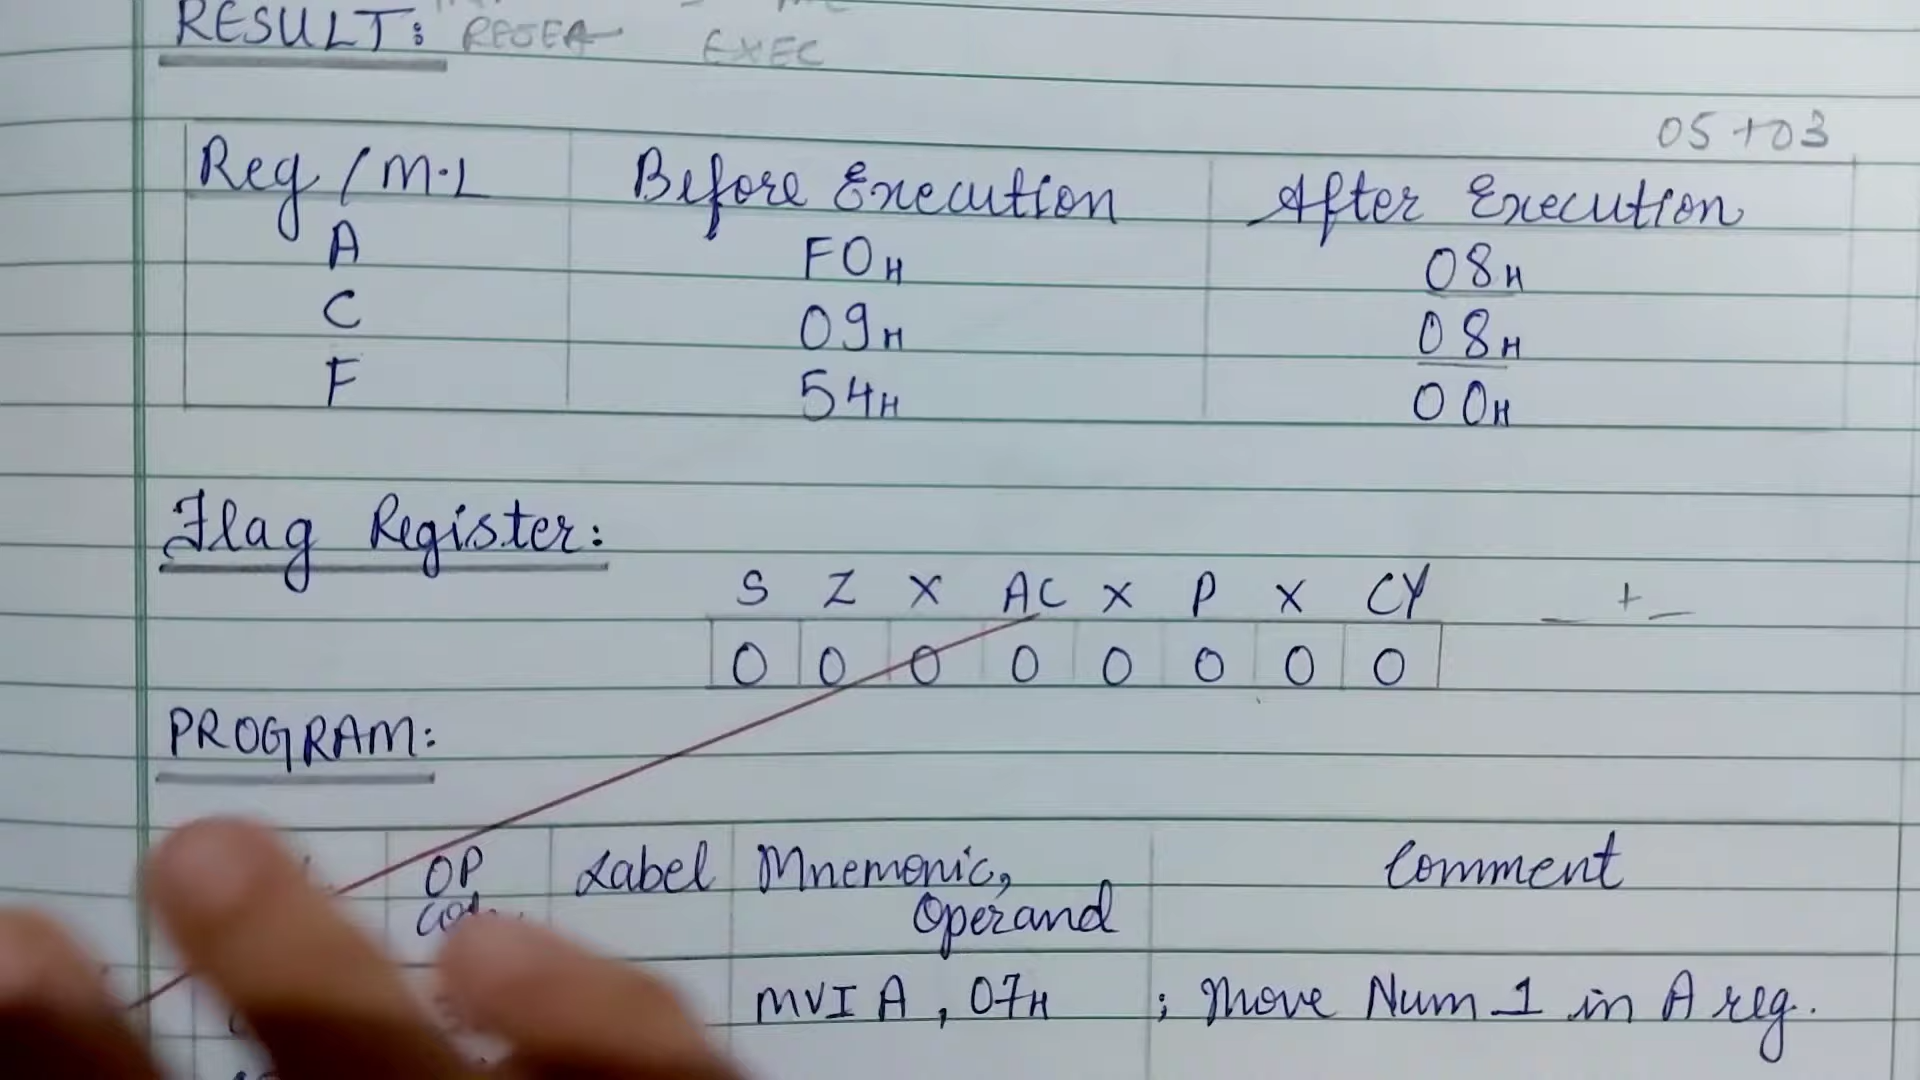 RESULT:
EXEC
05 + 03
Reg / M.L Before Execution After Execution
A F0H 08H
C 09H 08H
F 54H 00H
Flag Register:
S Z X AC X P X CY
0 0 0 0 0 0 0 0
_ + _
PROGRAM:
OP Label Mnemonic, Comment
Operand
MVI A, 07H ; Move Num 1 in A reg.